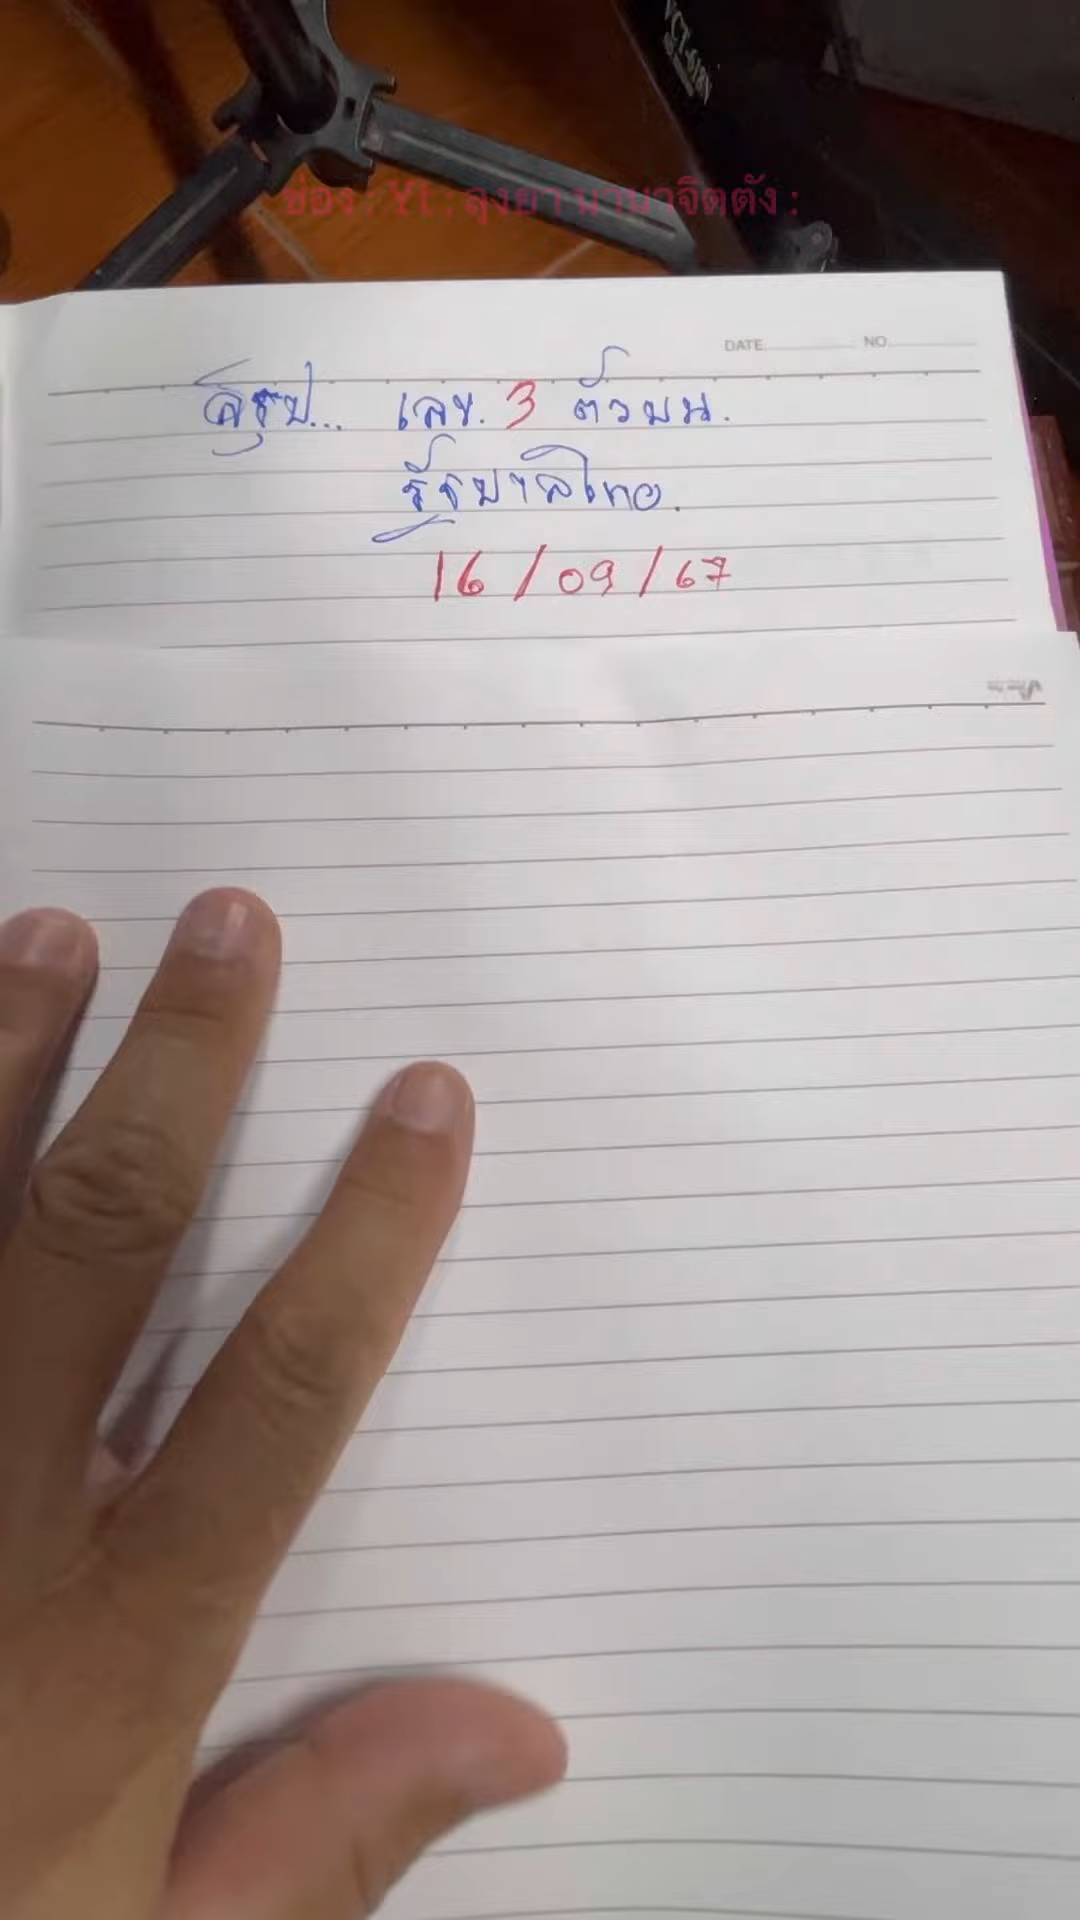 VCT-618N
ช่อง : Yt : ลุงยา นานาจิตตัง :
DATE NO.
สรุป... เลข. 3 ตัวบน.
รัฐบาลไทย.
16 / 09 / 67